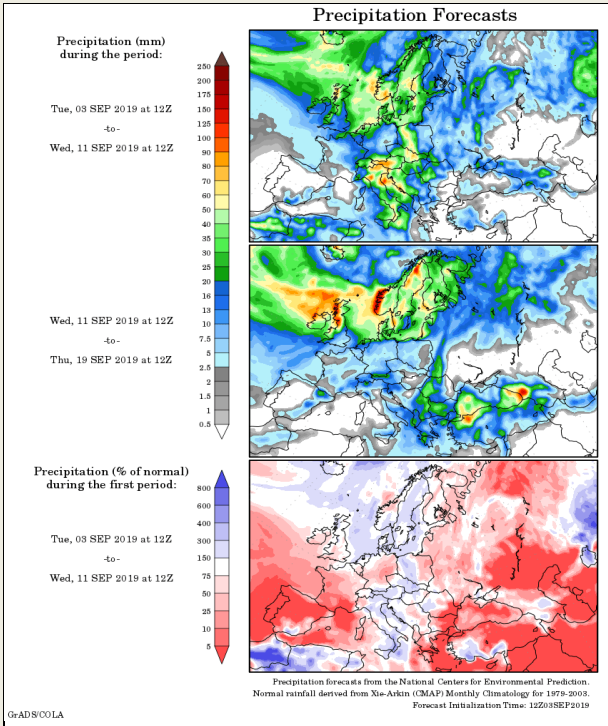 Precipitation Forecasts
Precipitation (mm)
during the period:
Tue, 03 SEP 2019 at 12Z
-to-
Wed, 11 SEP 2019 at 12Z
250
200
175
150
125
100
90
80
70
60
50
40
35
30
25
20
16
13
10
7.5
5
2.5
2
1.5
1
0.5
Wed, 11 SEP 2019 at 12Z
-to-
Thu, 19 SEP 2019 at 12Z
Precipitation (% of normal)
during the first period:
Tue, 03 SEP 2019 at 12Z
-to-
Wed, 11 SEP 2019 at 12Z
800
600
400
300
150
75
50
25
10
5
Precipitation forecasts from the National Centers for Environmental Prediction.
Normal rainfall derived from Xie-Arkin (CMAP) Monthly Climatology for 1979-2003.
Forecast Initialization Time: 12Z03SEP2019
GrADS/COLA